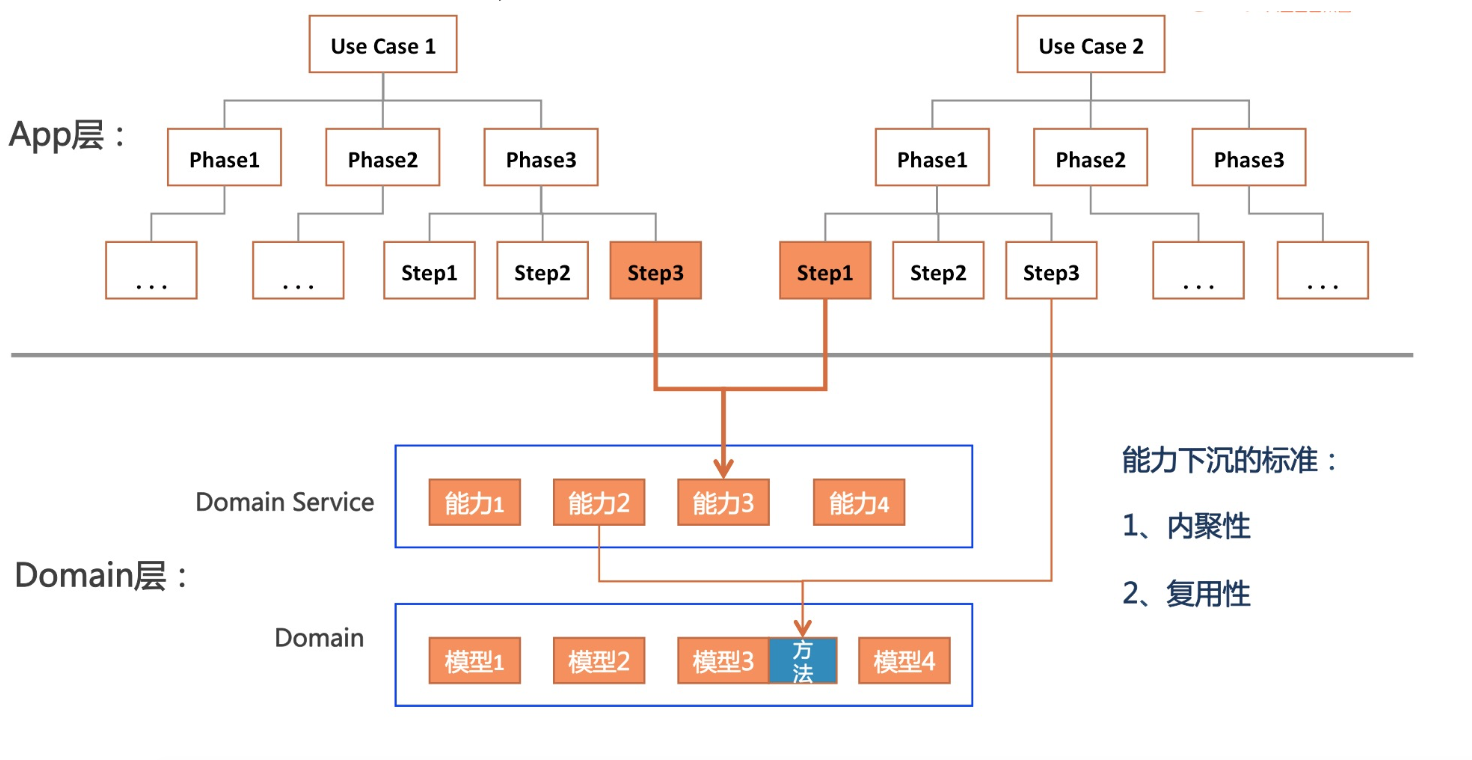 Use Case 1
Use Case 2
App层：
Phase1
Phase2
Phase3
Phase1
Phase2
Phase3
...
...
Step1
Step2
Step3
Step1
Step2
Step3
...
...
Domain Service
能力1
能力2
能力3
能力4
能力下沉的标准：
1、内聚性
2、复用性
Domain层：
Domain
模型1
模型2
模型3
方
法
模型4